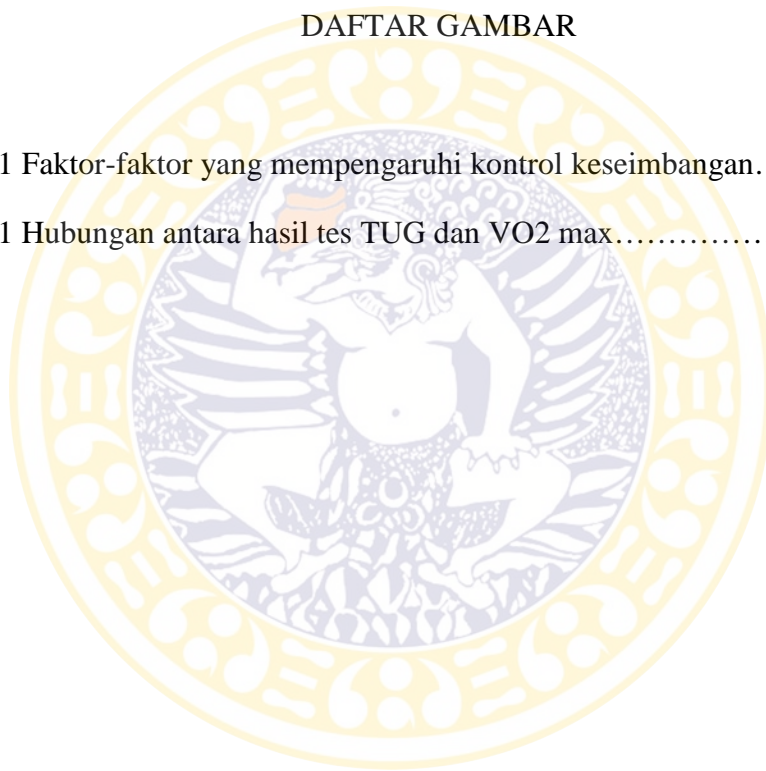 DAFTAR GAMBAR
1 Faktor-faktor yang mempengaruhi kontrol keseimbangan.
1 Hubungan antara hasil tes TUG dan VO2 max……………